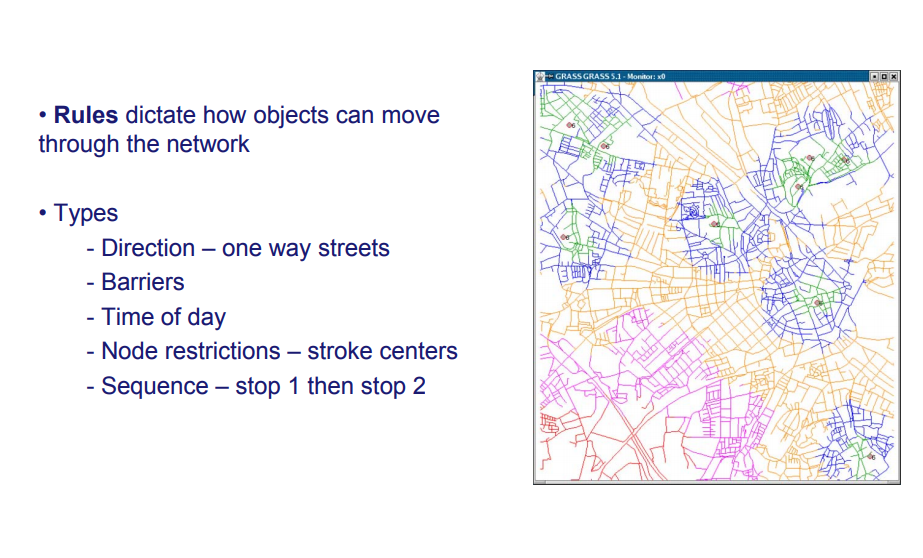 • Rules dictate how objects can move
through the network
• Types
- Direction – one way streets
- Barriers
- Time of day
- Node restrictions – stroke centers
- Sequence – stop 1 then stop 2
GRASS GRASS 5.1 - Monitor: x0